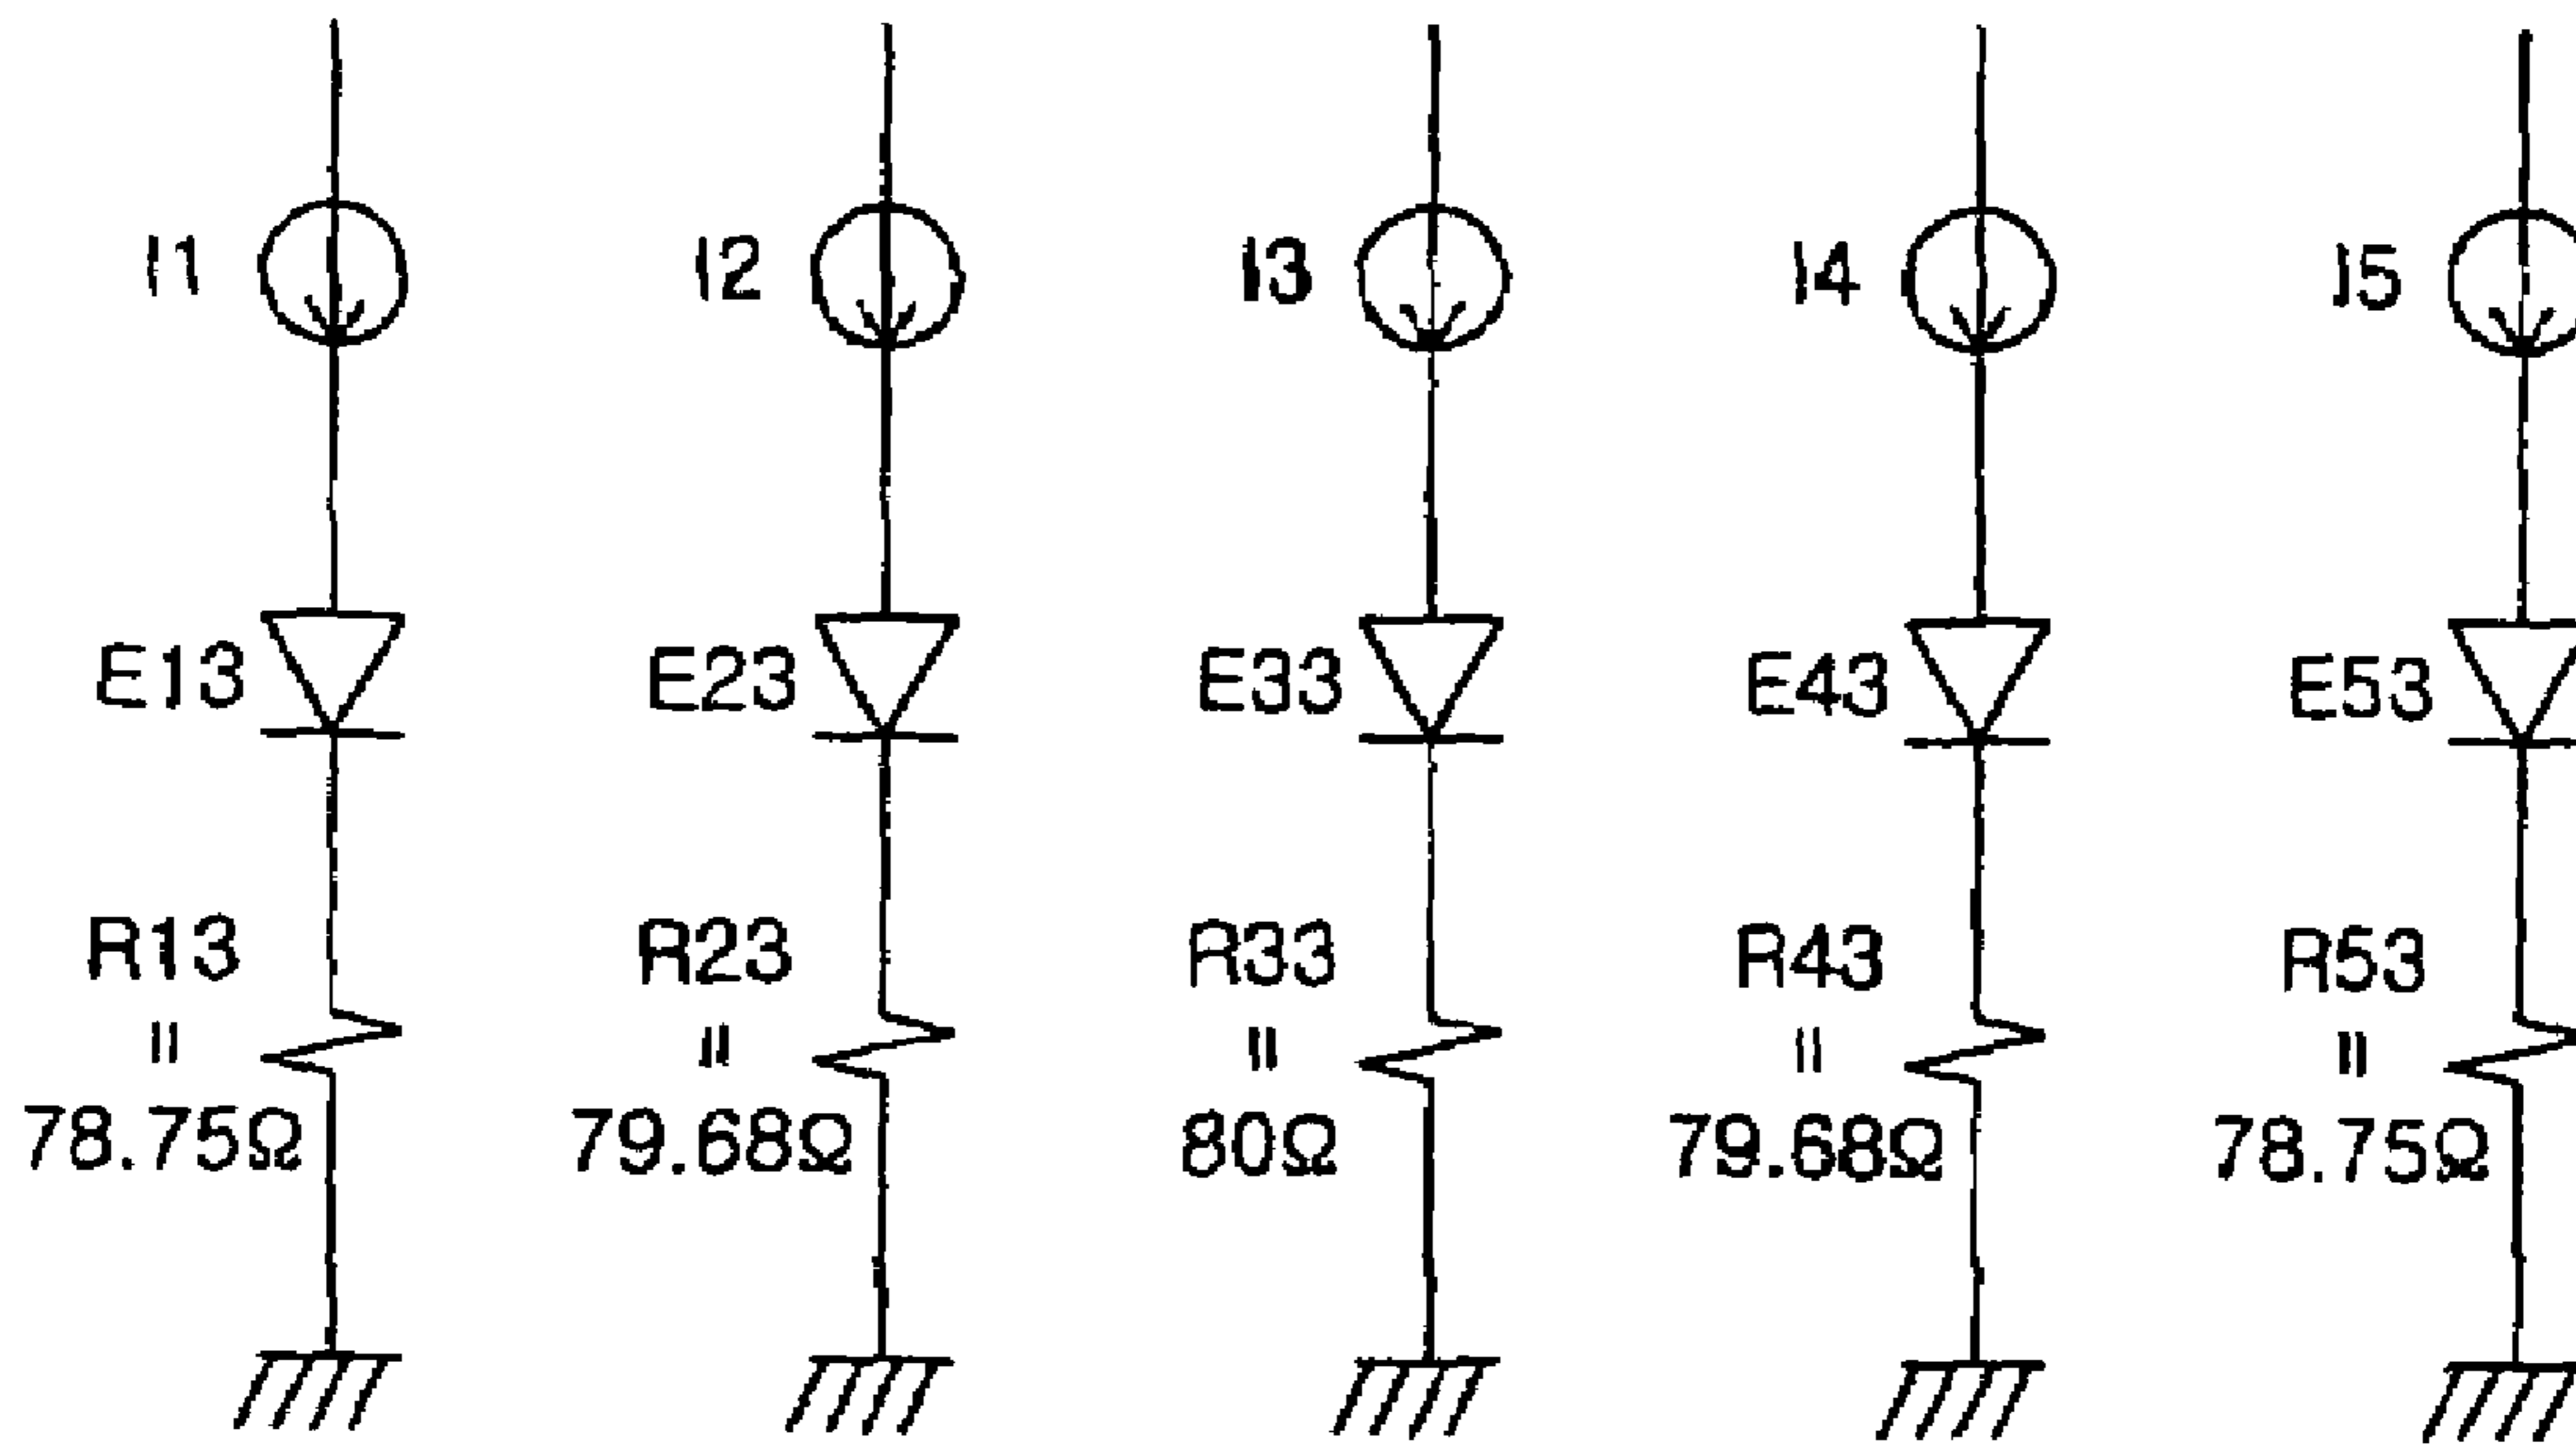 I1 I2 I3 I4 I5
E13 E23 E33 E43 E53
R13 R23 R33 R43 R53
= = = = =
78.75Ω 79.68Ω 80Ω 79.68Ω 78.75Ω